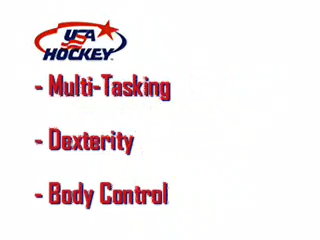 USA
HOCKEY
- Multi-Tasking
- Dexterity
- Body Control